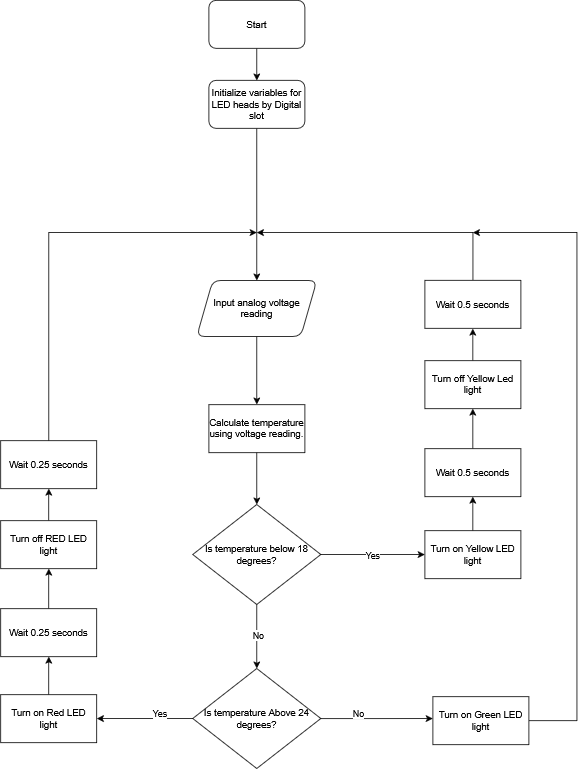 Start
Initialize variables for
LED heads by Digital
slot
Input analog voltage
reading
Wait 0.5 seconds
Turn off Yellow Led
light
Calculate temperature
using voltage reading.
Wait 0.25 seconds
Wait 0.5 seconds
Turn off RED LED
light
Is temperature below 18
degrees?
Yes
Turn on Yellow LED
light
Wait 0.25 seconds
No
Turn on Red LED
light
Yes
Is temperature Above 24
degrees?
No
Turn on Green LED
light